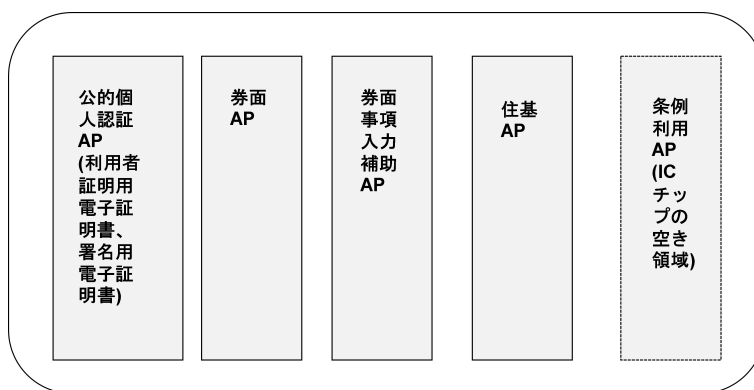 公的個
人認証
AP
(利用者
証明用
電子証
明書、
署名用
電子証
明書)
券面
AP
券面
事項
入力
補助
AP
住基
AP
条例
利用
AP
(IC
チッ
プの
空き
領域)